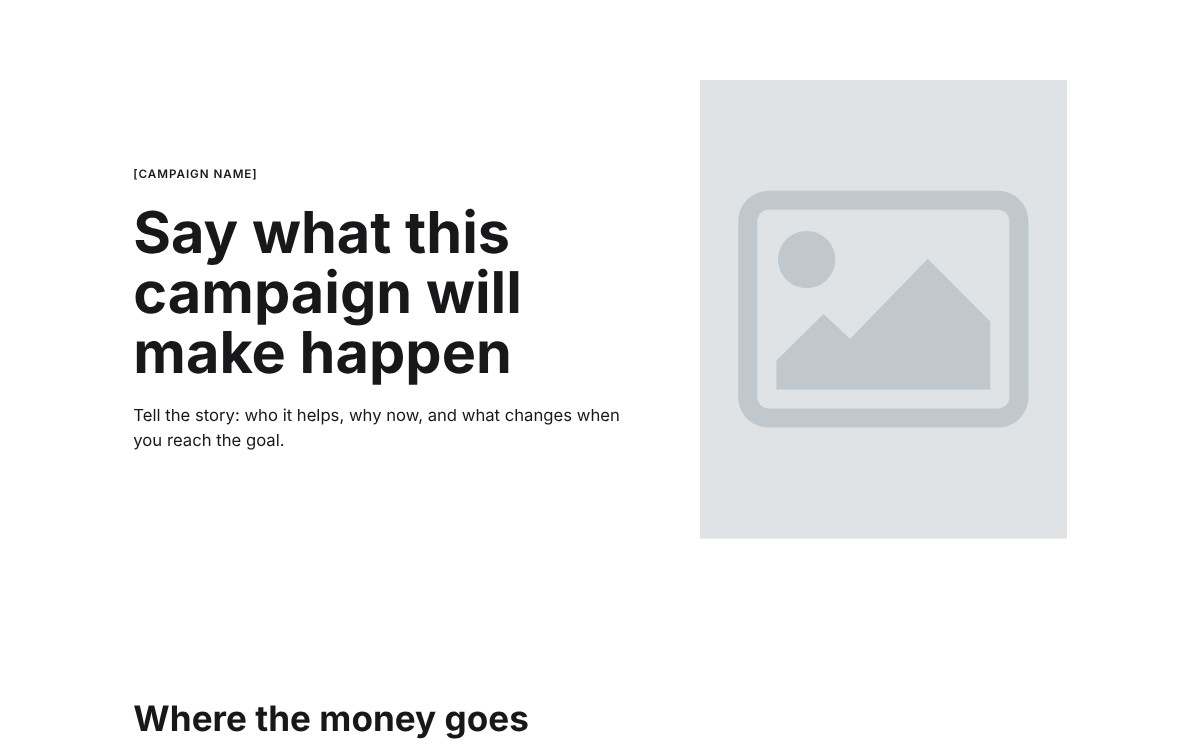 [CAMPAIGN NAME]
Say what this
campaign will
make happen
Tell the story: who it helps, why now, and what changes when
you reach the goal.
Where the money goes